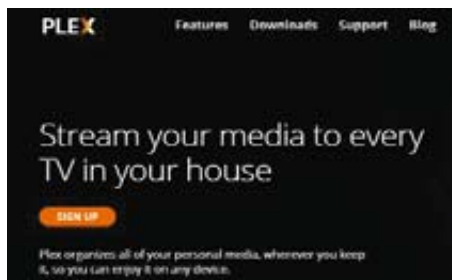 PLEX Features Downloads Support Blog
Stream your media to every
TV in your house
SIGN UP
Plex organizes all of your personal media, wherever you keep
it, so you can enjoy it on any device.